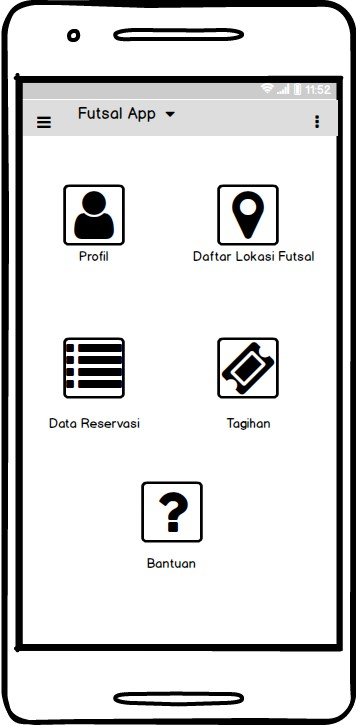 11:52
Futsal App
Profil
Daftar Lokasi Futsal
Data Reservasi
Tagihan
?
Bantuan